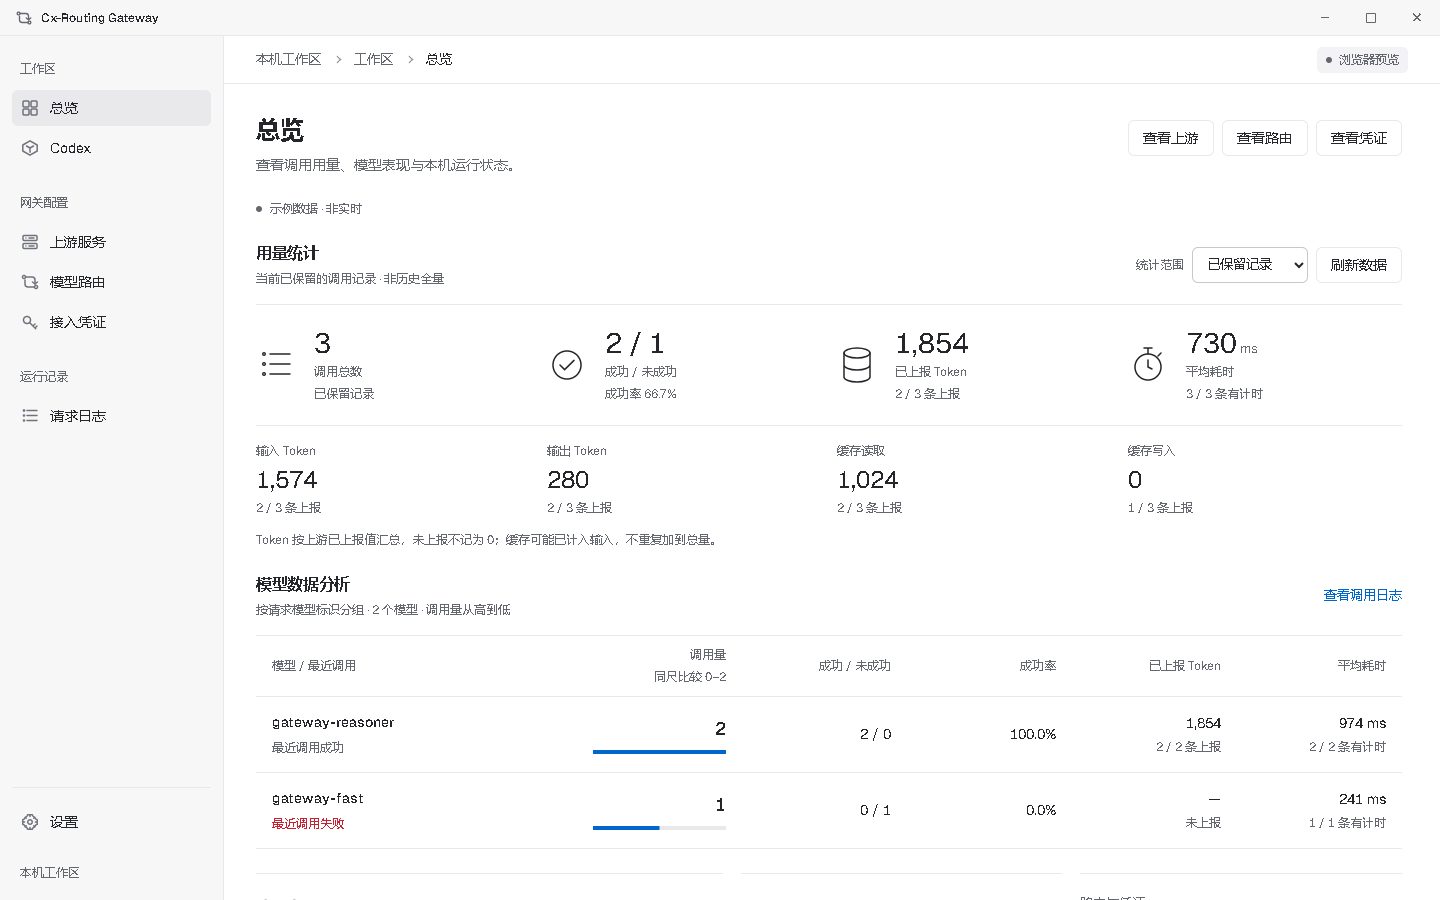 Cx-Routing Gateway
工作区
总览
Codex
网关配置
上游服务
模型路由
接入凭证
运行记录
请求日志
设置
本机工作区
本机工作区 > 工作区 > 总览
浏览器预览
总览
查看调用用量、模型表现与本机运行状态。
查看上游 查看路由 查看凭证
示例数据 · 非实时
用量统计
当前已保留的调用记录 · 非历史全量
统计范围 已保留记录 刷新数据
3
调用总数
已保留记录
2 / 1
成功 / 未成功
成功率 66.7%
1,854
已上报 Token
2 / 3 条上报
730 ms
平均耗时
3 / 3 条有计时
输入 Token
1,574
2 / 3 条上报
输出 Token
280
2 / 3 条上报
缓存读取
1,024
2 / 3 条上报
缓存写入
0
1 / 3 条上报
Token 按上游已上报值汇总，未上报不记为 0；缓存可能已计入输入，不重复加到总量。
模型数据分析
按请求模型标识分组 · 2 个模型 · 调用量从高到低
查看调用日志
模型 / 最近调用
调用量
同尺比较 0–2
成功 / 未成功
成功率
已上报 Token
平均耗时
gateway-reasoner
最近调用成功
2
2 / 0
100.0%
1,854
2 / 2 条上报
974 ms
2 / 2 条有计时
gateway-fast
最近调用失败
1
0 / 1
0.0%
—
未上报
241 ms
1 / 1 条有计时